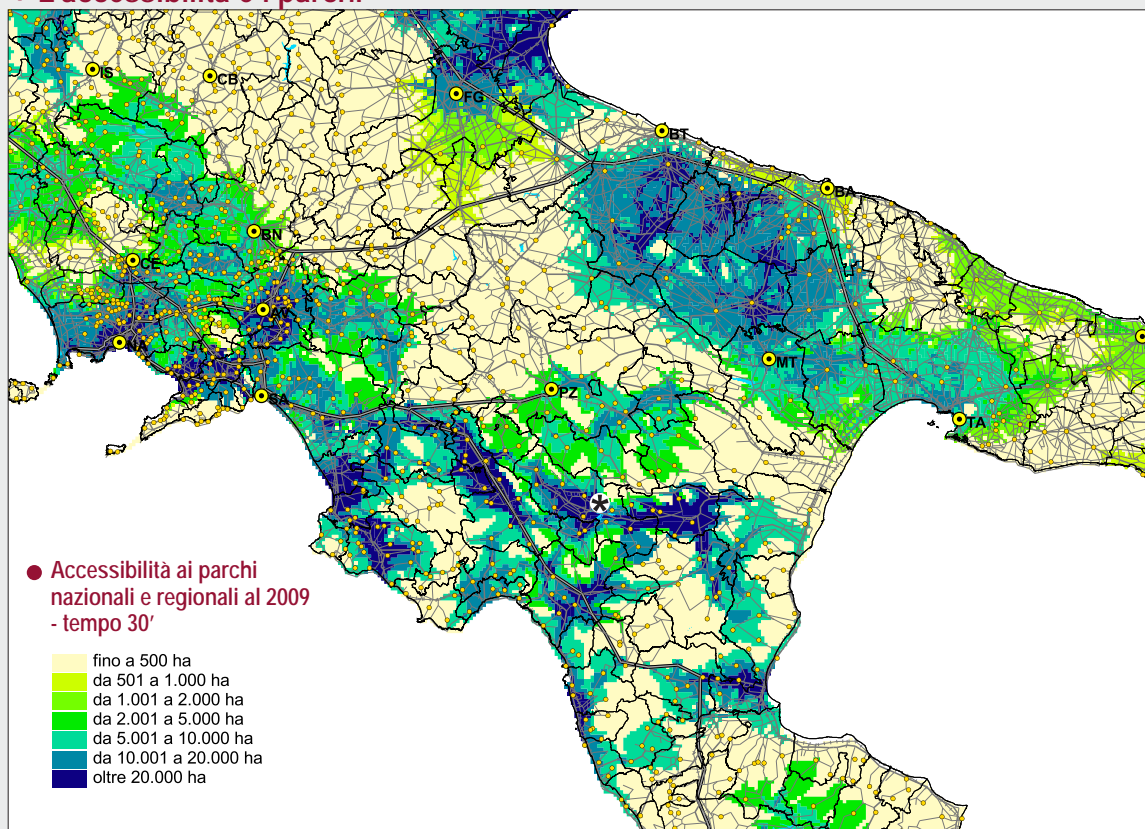 IS
CB
FG
BT
BA
BN
CE
AV
NA
MT
PZ
SA
TA
*
● Accessibilità ai parchi
nazionali e regionali al 2009
- tempo 30'
fino a 500 ha
da 501 a 1.000 ha
da 1.001 a 2.000 ha
da 2.001 a 5.000 ha
da 5.001 a 10.000 ha
da 10.001 a 20.000 ha
oltre 20.000 ha